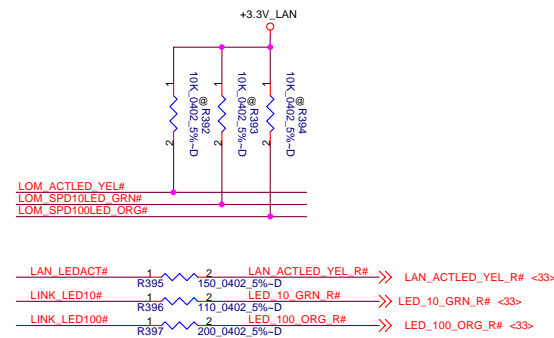 +3.3V_LAN
1
1
1
10K_0402_5%~D
@ R392
10K_0402_5%~D
@ R393
10K_0402_5%~D
@ R394
2
2
2
LOM_ACTLED_YEL#
LOM_SPD10LED_GRN#
LOM_SPD100LED_ORG#
LAN_LEDACT# 1 2 LAN_ACTLED_YEL_R# LAN_ACTLED_YEL_R# <33>
R395 150_0402_5%~D
LINK_LED10# 1 2 LED_10_GRN_R# LED_10_GRN_R# <33>
R396 110_0402_5%~D
LINK_LED100# 1 2 LED_100_ORG_R# LED_100_ORG_R# <33>
R397 200_0402_5%~D